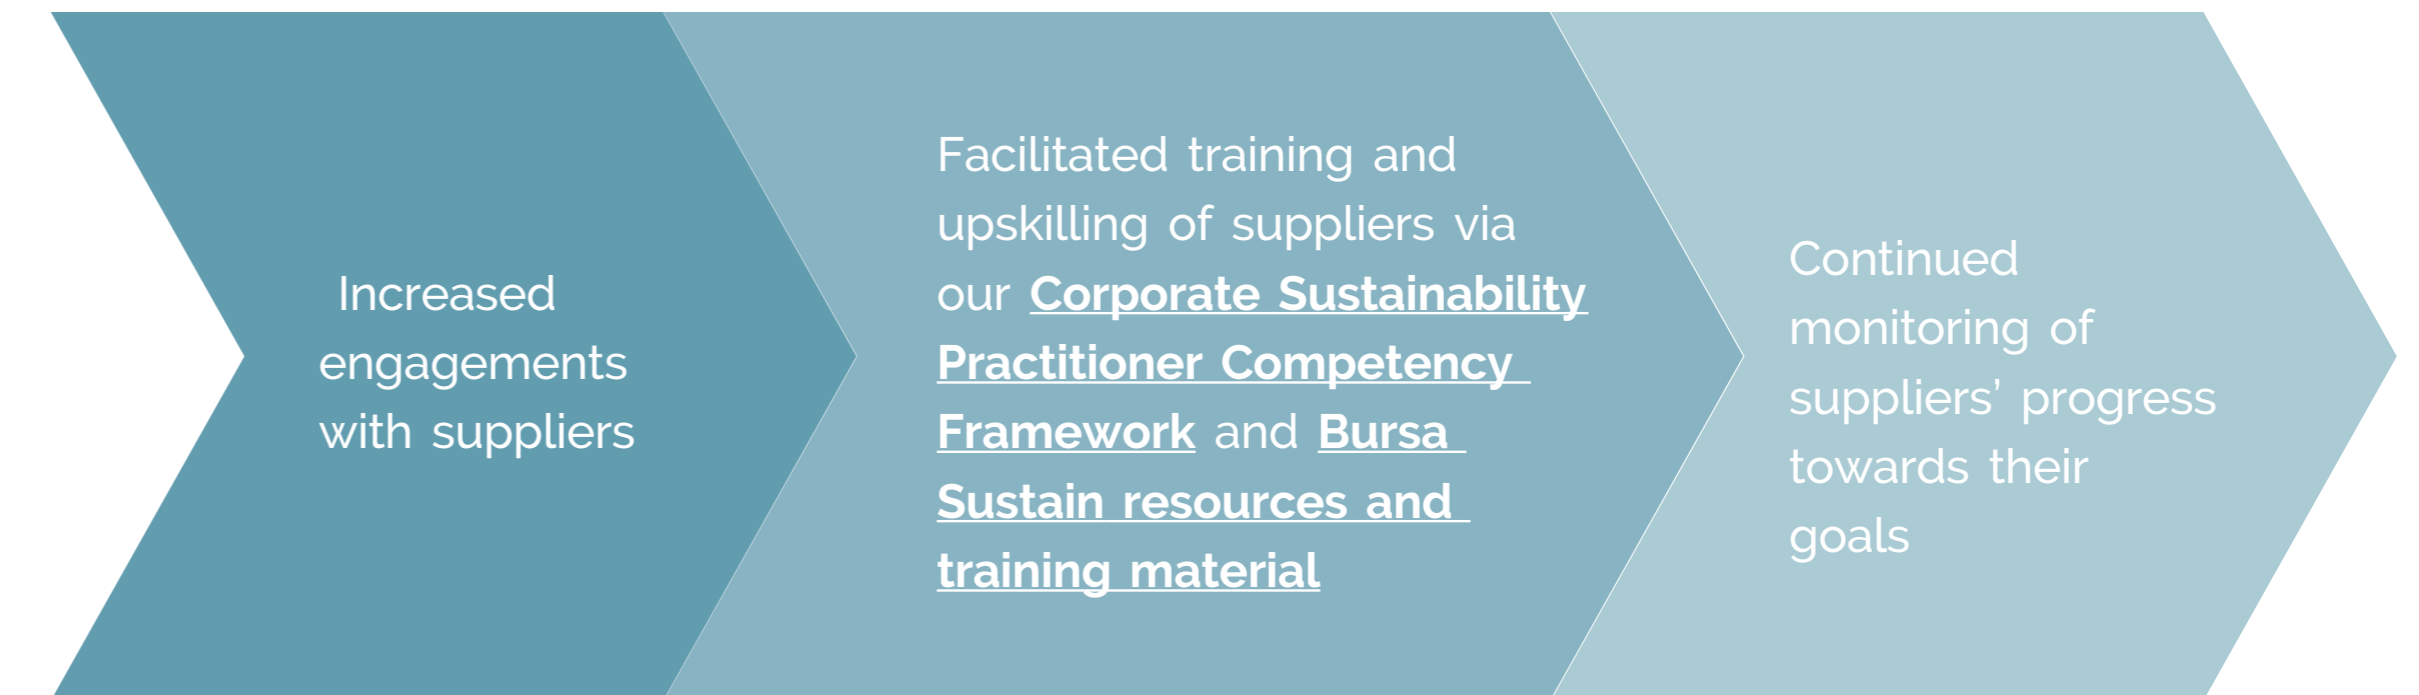 Increased
engagements
with suppliers
Facilitated training and
upskilling of suppliers via
our Corporate Sustainability
Practitioner Competency
Framework and Bursa
Sustain resources and
training material
Continued
monitoring of
suppliers’ progress
towards their
goals